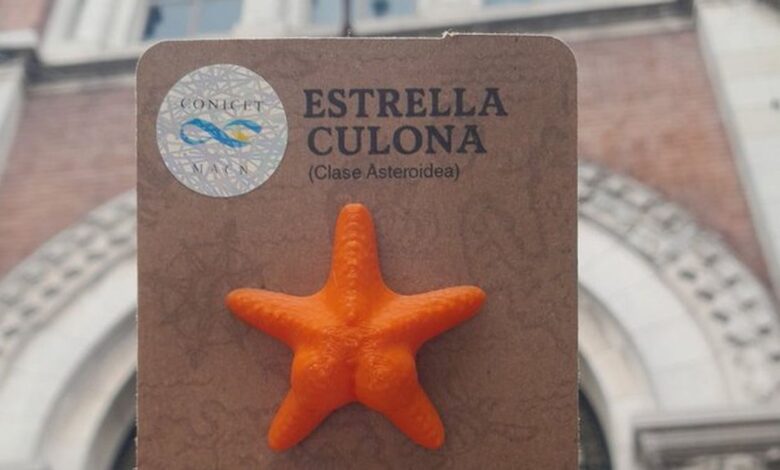 CONICET
MACN
ESTRELLA
CULONA
(Clase Asteroidea)